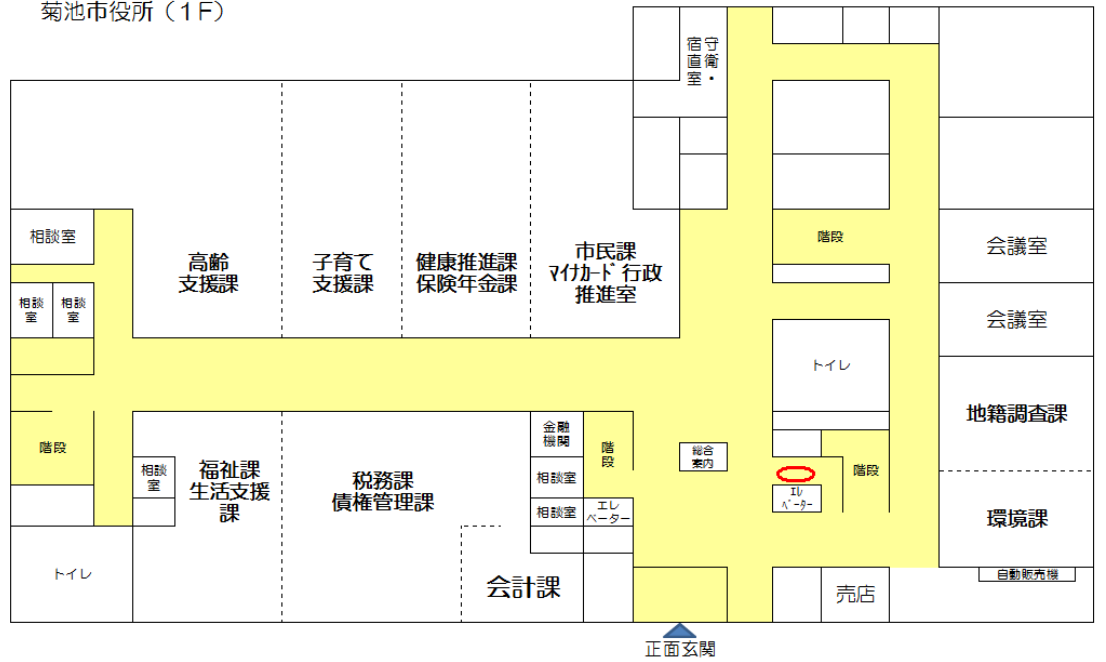 菊池市役所（１F）
守衛・
宿直室
相談室
高齢
支援課
子育て
支援課
健康推進課
保険年金課
市民課
マイナカード行政
推進室
階段
会議室
相談
室
相談
室
会議室
トイレ
地籍調査課
階段
相談
室
福祉課
生活支援
課
税務課
債権管理課
金融
機関
階
段
総合
案内
相談室
階段
エレ
ベーター
相談室
エレ
ベーター
環境課
トイレ
会計課
自動販売機
売店
正面玄関